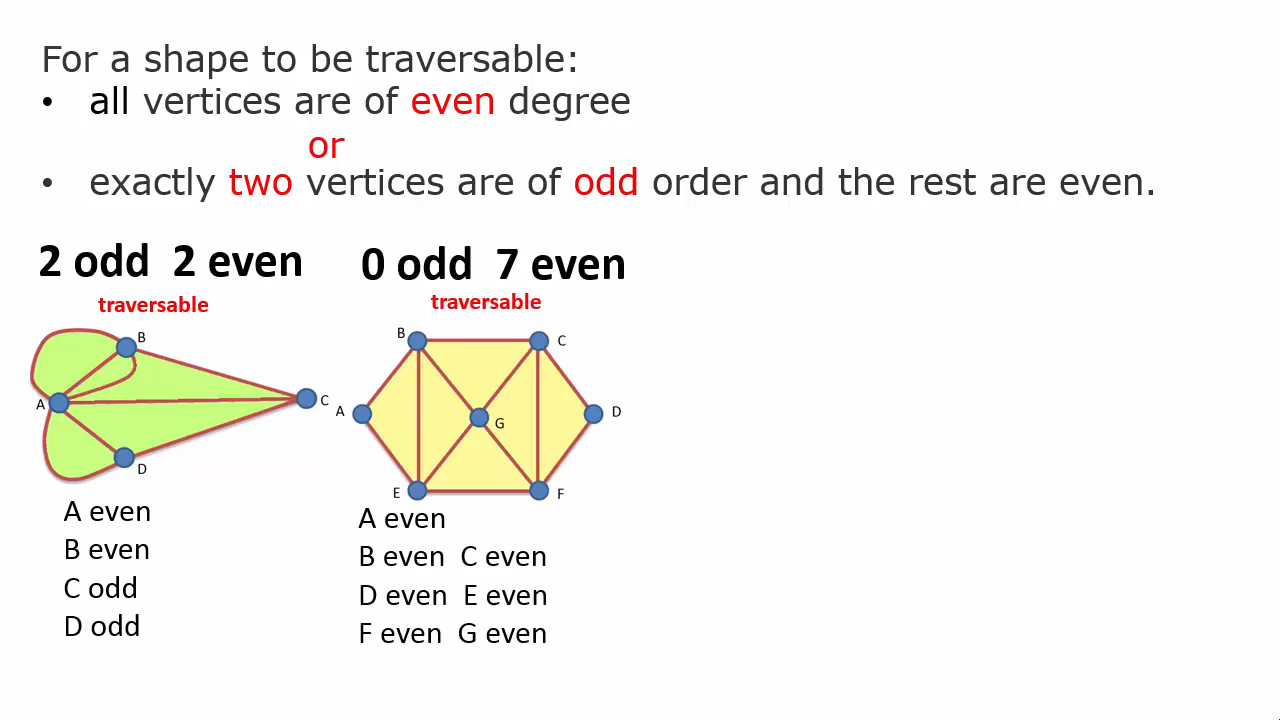 For a shape to be traversable:
• all vertices are of even degree
or
• exactly two vertices are of odd order and the rest are even.
2 odd 2 even
traversable
B
A
C
D
A even
B even
C odd
D odd
0 odd 7 even
traversable
B
C
A
D
G
E
F
A even
B even C even
D even E even
F even G even